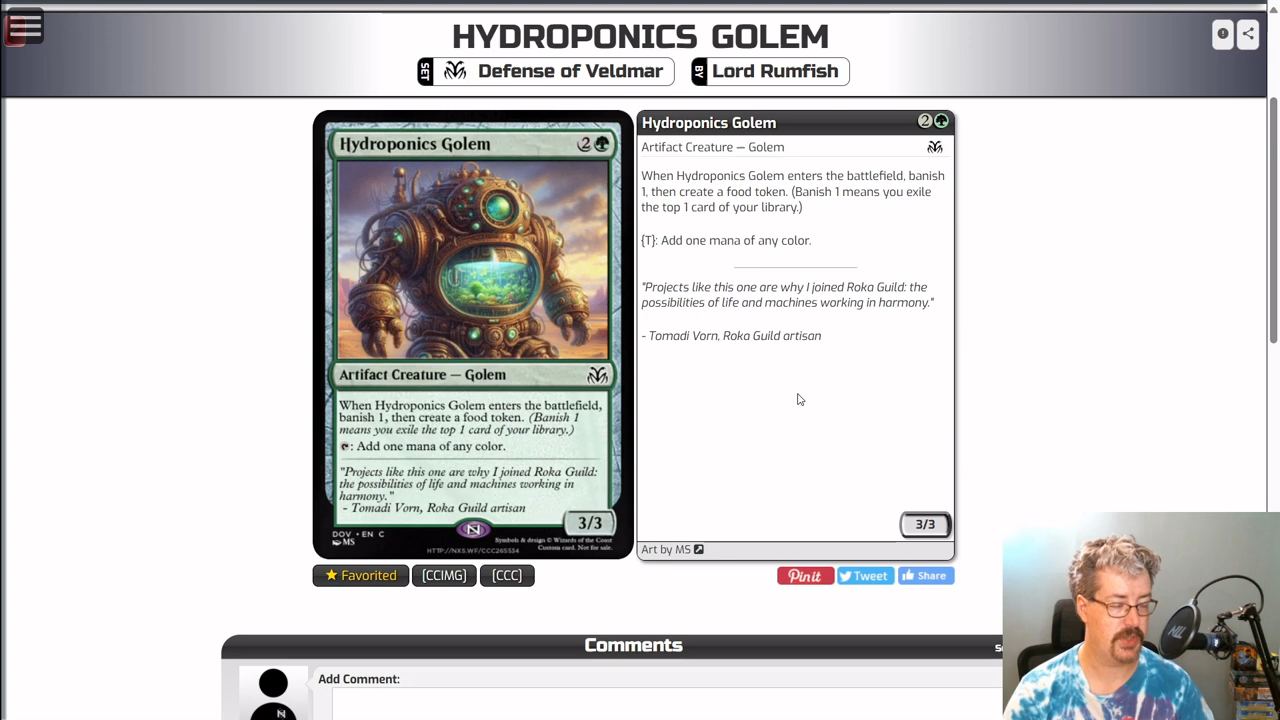 HYDROPONICS GOLEM
SET Defense of Veldmar
BY Lord Rumfish
Hydroponics Golem 2
Artifact Creature — Golem
When Hydroponics Golem enters the battlefield,
banish 1, then create a food token. (Banish 1
means you exile the top 1 card of your library.)
: Add one mana of any color.
"Projects like this one are why I joined Roka Guild:
the possibilities of life and machines working in
harmony."
- Tomadi Vorn, Roka Guild artisan
3/3
DOV • EN C
MS
N
Symbols & design © Wizards of the Coast
Custom card. Not for sale.
HTTP://NXS.WF/CCC265534
Hydroponics Golem 2
Artifact Creature — Golem
When Hydroponics Golem enters the battlefield, banish
1, then create a food token. (Banish 1 means you exile
the top 1 card of your library.)
{T}: Add one mana of any color.
"Projects like this one are why I joined Roka Guild: the
possibilities of life and machines working in harmony."
- Tomadi Vorn, Roka Guild artisan
3/3
Art by MS
Favorited [CCIMG] [CCC]
Pinit Tweet Share
Comments
Add Comment:
N